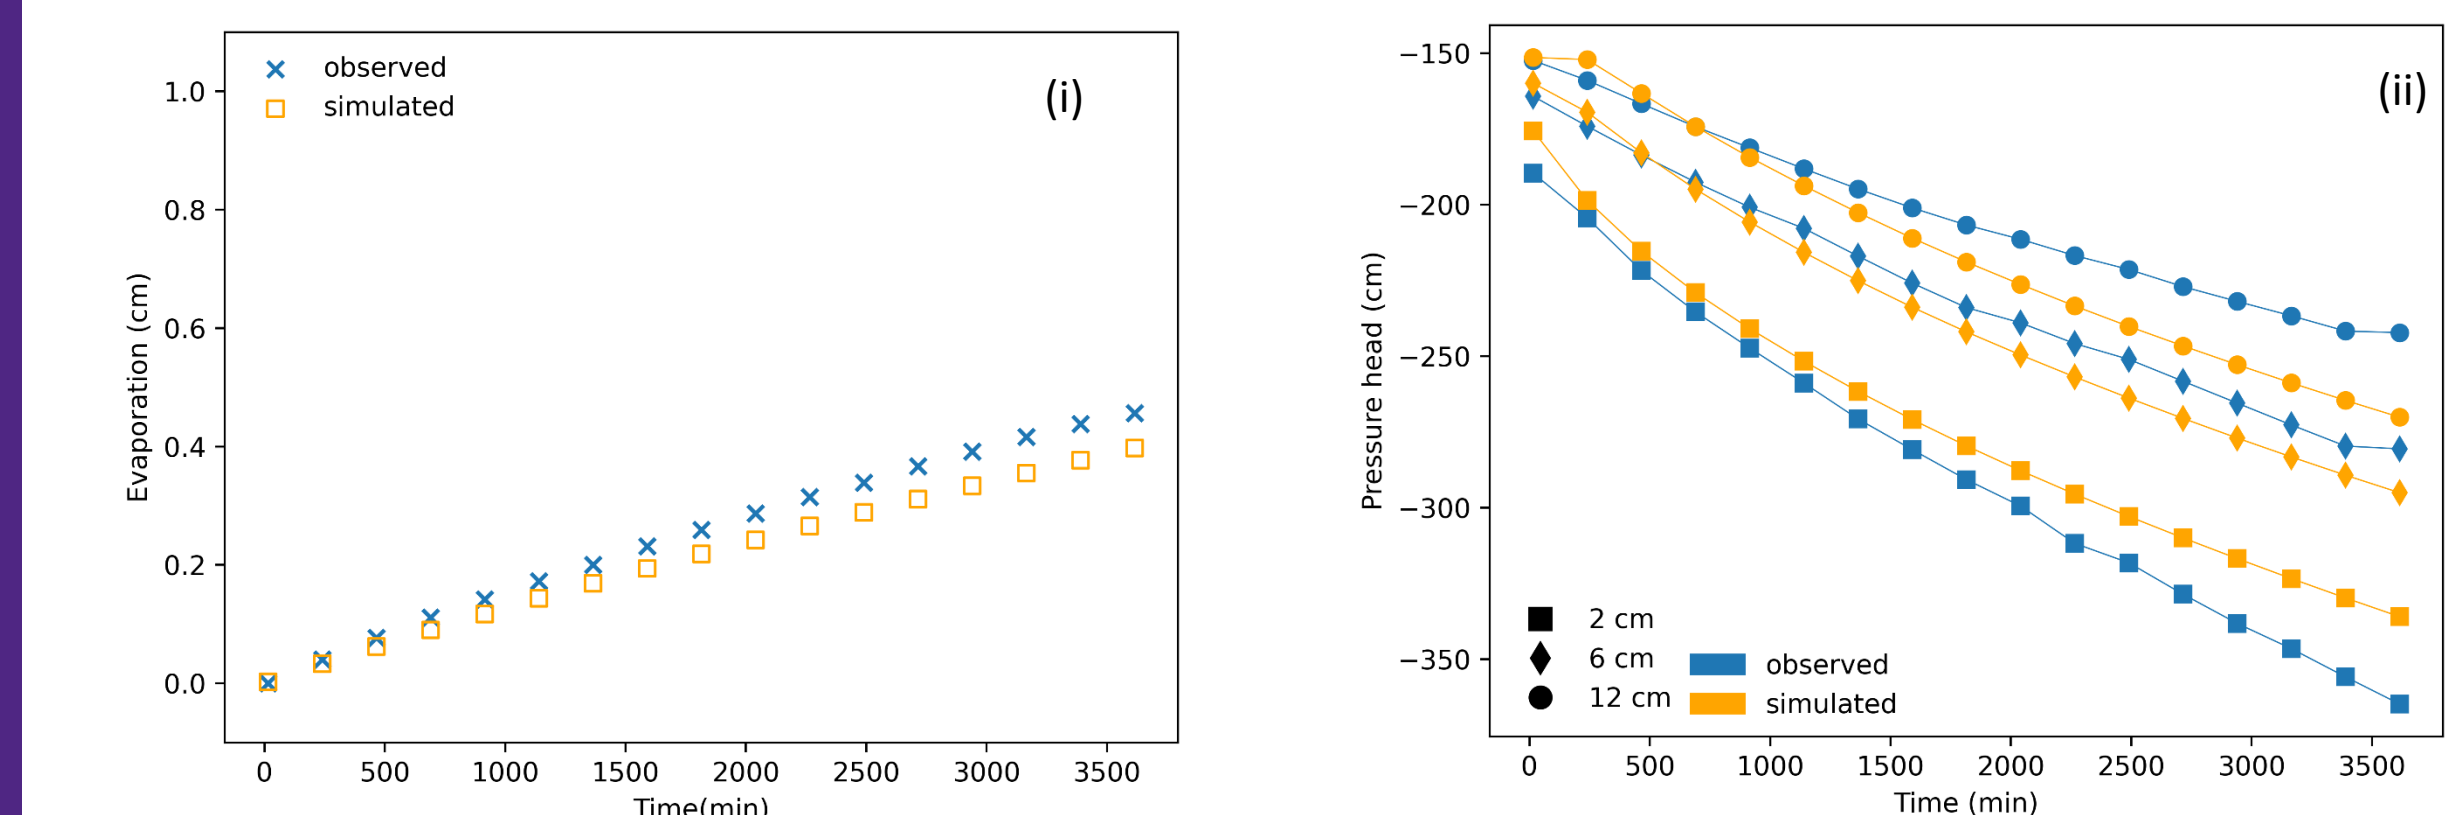 observed
simulated
(i)
1.0
0.8
0.6
0.4
0.2
0.0
Evaporation (cm)
0 500 1000 1500 2000 2500 3000 3500
Time(min)
(ii)
−150
−200
−250
−300
−350
Pressure head (cm)
2 cm
6 cm
12 cm
observed
simulated
0 500 1000 1500 2000 2500 3000 3500
Time (min)